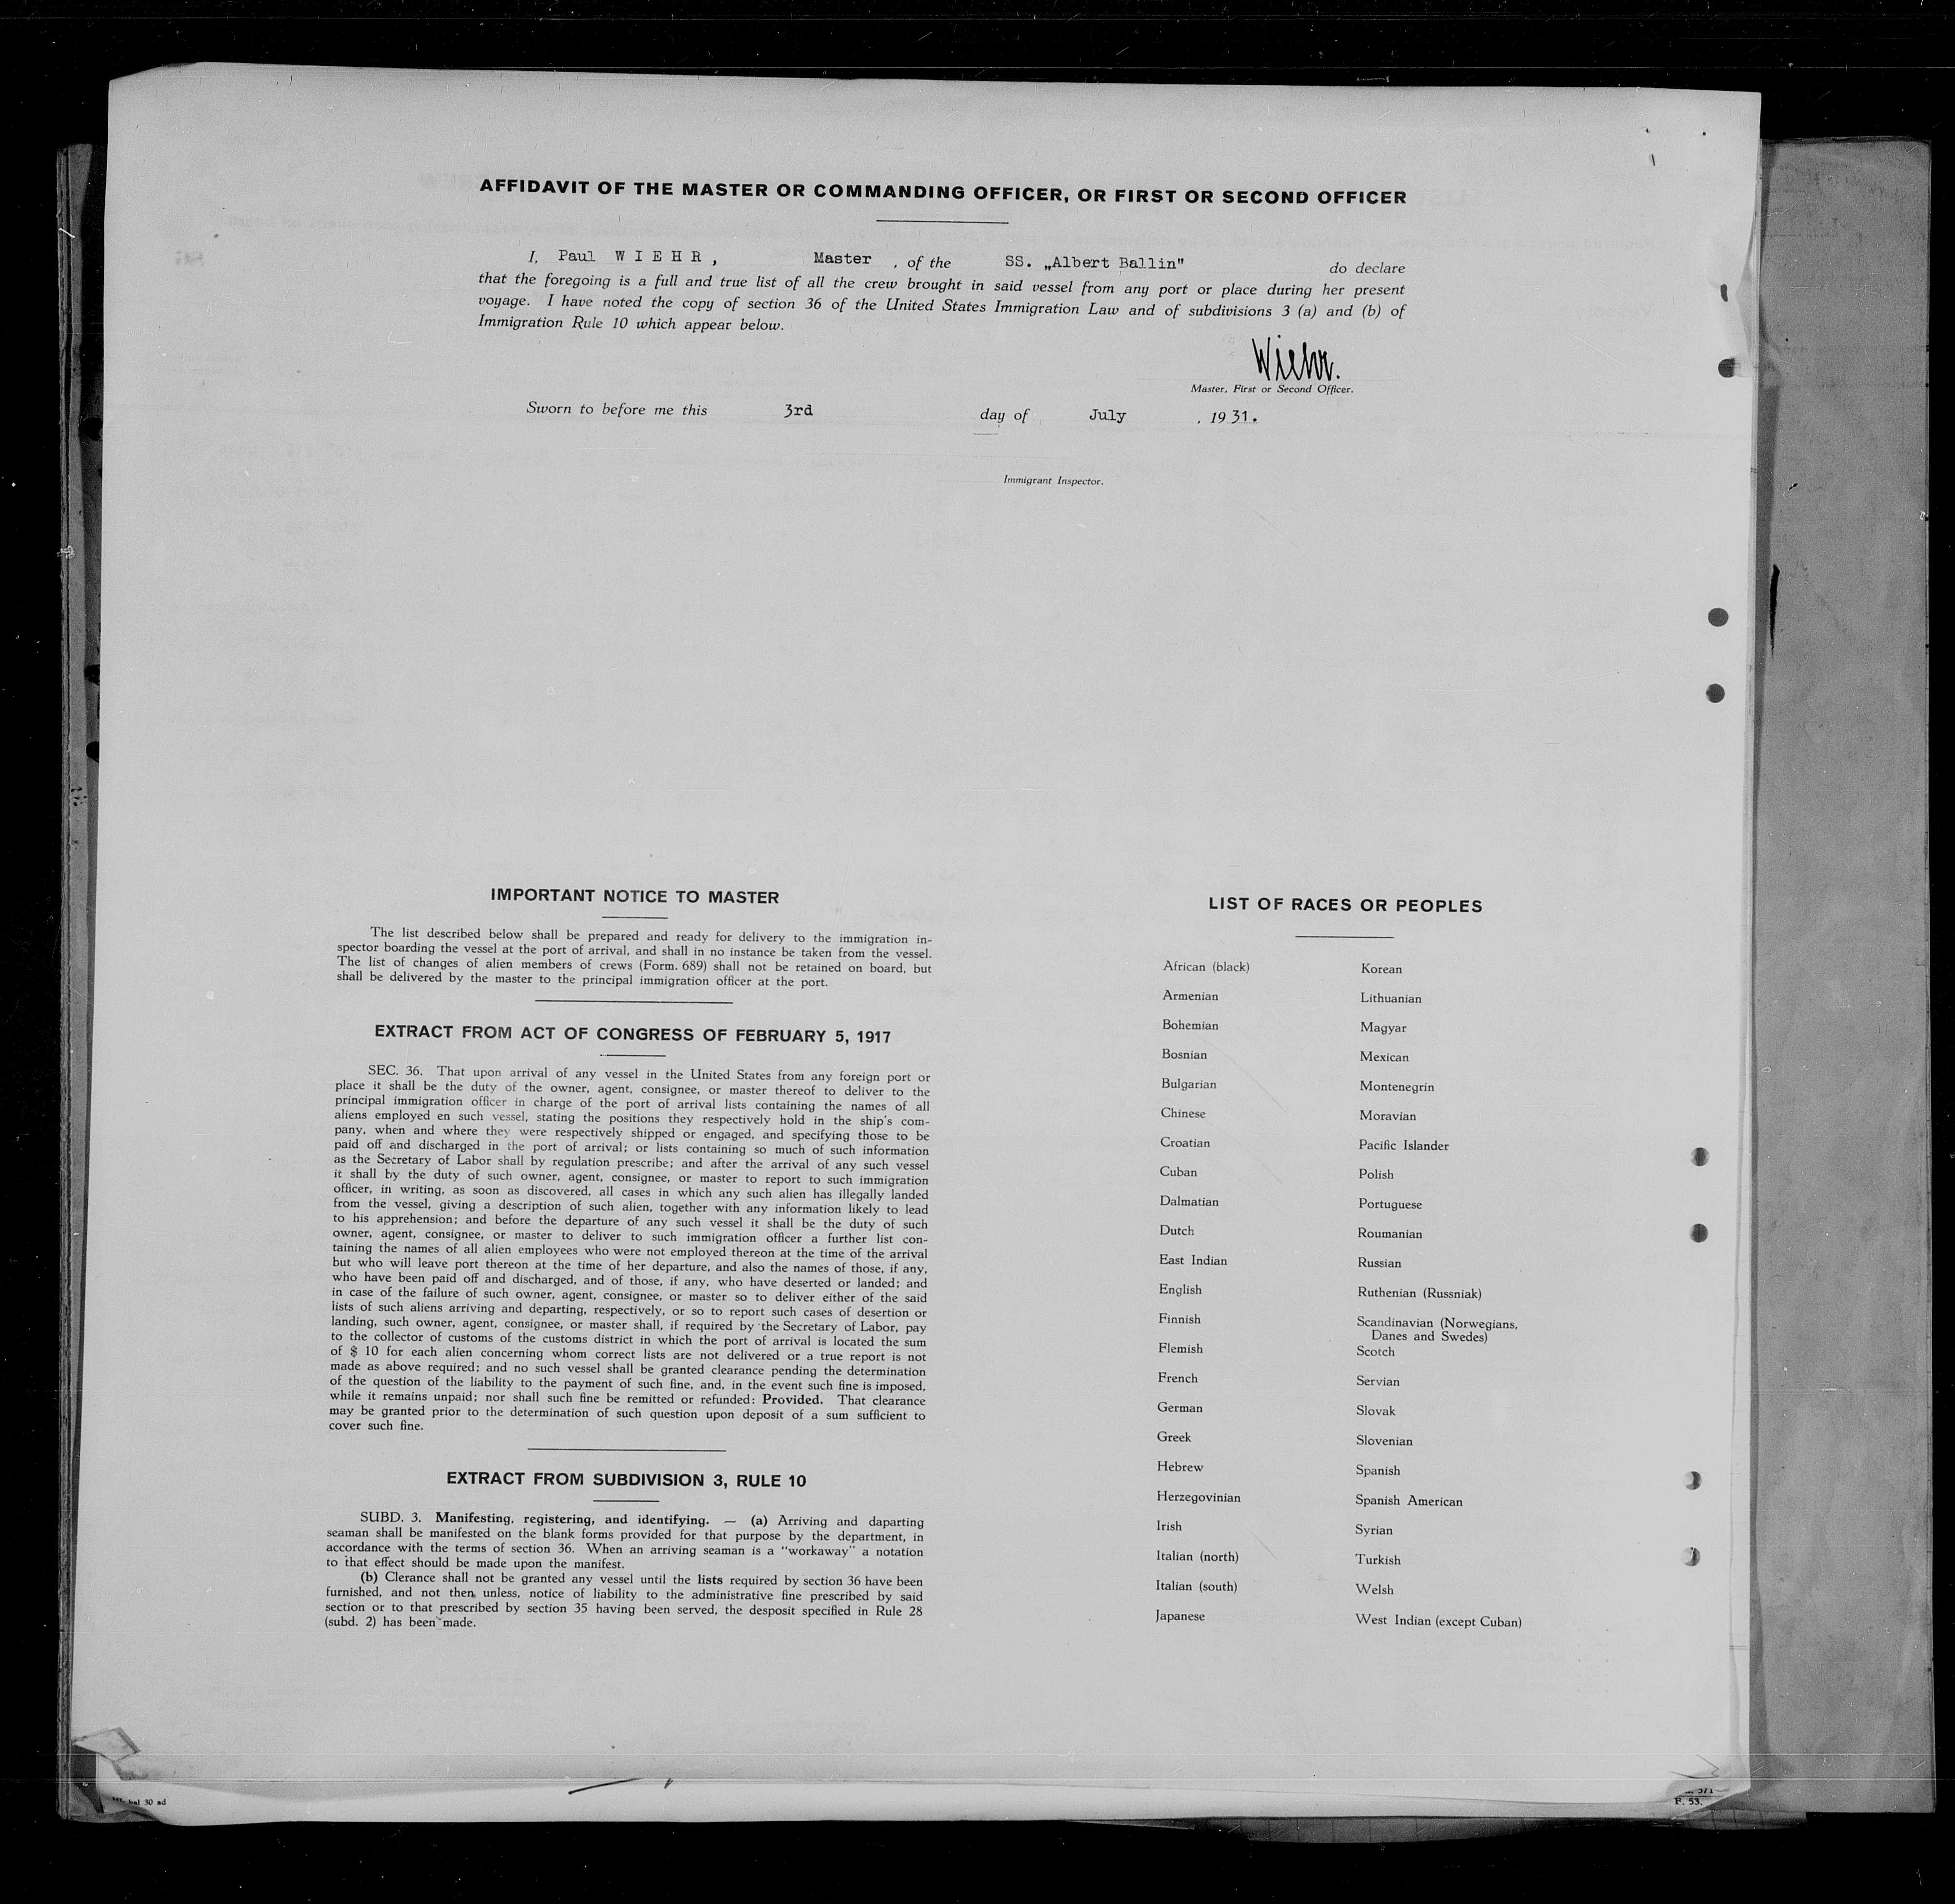 AFFIDAVIT OF THE MASTER OR COMMANDING OFFICER, OR FIRST OR SECOND OFFICER
I, Paul W I E H R , Master , of the SS. „Albert Ballin" do declare
that the foregoing is a full and true list of all the crew brought in said vessel from any port or place during her present
voyage. I have noted the copy of section 36 of the United States Immigration Law and of subdivisions 3 (a) and (b) of
Immigration Rule 10 which appear below.
Wiehr.
Master, First or Second Officer.
Sworn to before me this 3rd day of July , 19 31.
Immigrant Inspector.
IMPORTANT NOTICE TO MASTER
The list described below shall be prepared and ready for delivery to the immigration in-
spector boarding the vessel at the port of arrival, and shall in no instance be taken from the vessel.
The list of changes of alien members of crews (Form. 689) shall not be retained on board, but
shall be delivered by the master to the principal immigration officer at the port.
EXTRACT FROM ACT OF CONGRESS OF FEBRUARY 5, 1917
SEC. 36. That upon arrival of any vessel in the United States from any foreign port or
place it shall be the duty of the owner, agent, consignee, or master thereof to deliver to the
principal immigration officer in charge of the port of arrival lists containing the names of all
aliens employed en such vessel, stating the positions they respectively hold in the ship's com-
pany, when and where they were respectively shipped or engaged, and specifying those to be
paid off and discharged in the port of arrival; or lists containing so much of such information
as the Secretary of Labor shall by regulation prescribe; and after the arrival of any such vessel
it shall by the duty of such owner, agent, consignee, or master to report to such immigration
officer, in writing, as soon as discovered, all cases in which any such alien has illegally landed
from the vessel, giving a description of such alien, together with any information likely to lead
to his apprehension; and before the departure of any such vessel it shall be the duty of such
owner, agent, consignee, or master to deliver to such immigration officer a further list con-
taining the names of all alien employees who were not employed thereon at the time of the arrival
but who will leave port thereon at the time of her departure, and also the names of those, if any,
who have been paid off and discharged, and of those, if any, who have deserted or landed; and
in case of the failure of such owner, agent, consignee, or master so to deliver either of the said
lists of such aliens arriving and departing, respectively, or so to report such cases of desertion or
landing, such owner, agent, consignee, or master shall, if required by the Secretary of Labor, pay
to the collector of customs of the customs district in which the port of arrival is located the sum
of $ 10 for each alien concerning whom correct lists are not delivered or a true report is not
made as above required; and no such vessel shall be granted clearance pending the determination
of the question of the liability to the payment of such fine, and, in the event such fine is imposed,
while it remains unpaid; nor shall such fine be remitted or refunded: Provided. That clearance
may be granted prior to the determination of such question upon deposit of a sum sufficient to
cover such fine.
EXTRACT FROM SUBDIVISION 3, RULE 10
SUBD. 3. Manifesting, registering, and identifying. — (a) Arriving and daparting
seaman shall be manifested on the blank forms provided for that purpose by the department, in
accordance with the terms of section 36. When an arriving seaman is a "workaway" a notation
to that effect should be made upon the manifest.
(b) Clerance shall not be granted any vessel until the lists required by section 36 have been
furnished, and not then, unless, notice of liability to the administrative fine prescribed by said
section or to that prescribed by section 35 having been served, the desposit specified in Rule 28
(subd. 2) has been made.
LIST OF RACES OR PEOPLES
African (black)
Armenian
Bohemian
Bosnian
Bulgarian
Chinese
Croatian
Cuban
Dalmatian
Dutch
East Indian
English
Finnish
Flemish
French
German
Greek
Hebrew
Herzegovinian
Irish
Italian (north)
Italian (south)
Japanese
Korean
Lithuanian
Magyar
Mexican
Montenegrin
Moravian
Pacific Islander
Polish
Portuguese
Roumanian
Russian
Ruthenian (Russniak)
Scandinavian (Norwegians,
Danes and Swedes)
Scotch
Servian
Slovak
Slovenian
Spanish
Spanish American
Syrian
Turkish
Welsh
West Indian (except Cuban)
30 ad
F. 53.